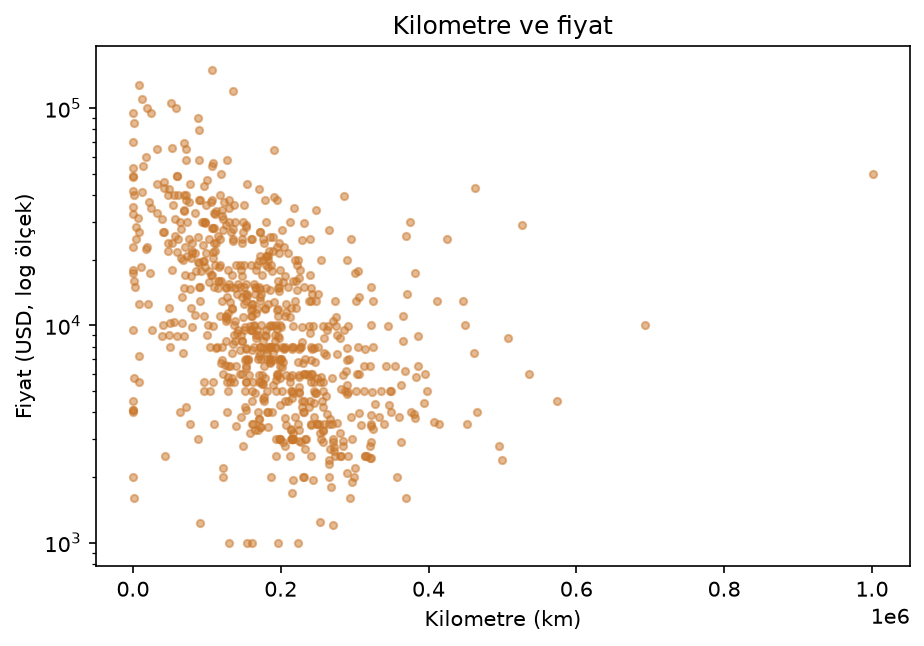 Kilometre ve fiyat
Fiyat (USD, log ölçek)
10^5
10^4
10^3
0.0 0.2 0.4 0.6 0.8 1.0
1e6
Kilometre (km)